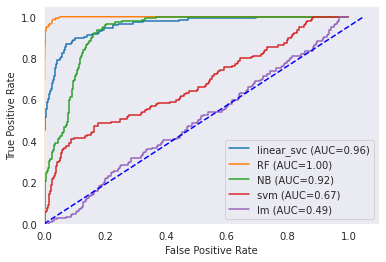 1.0
0.8
0.6
0.4
0.2
0.0
True Positive Rate
linear_svc (AUC=0.96)
RF (AUC=1.00)
NB (AUC=0.92)
svm (AUC=0.67)
lm (AUC=0.49)
0.0 0.2 0.4 0.6 0.8 1.0
False Positive Rate